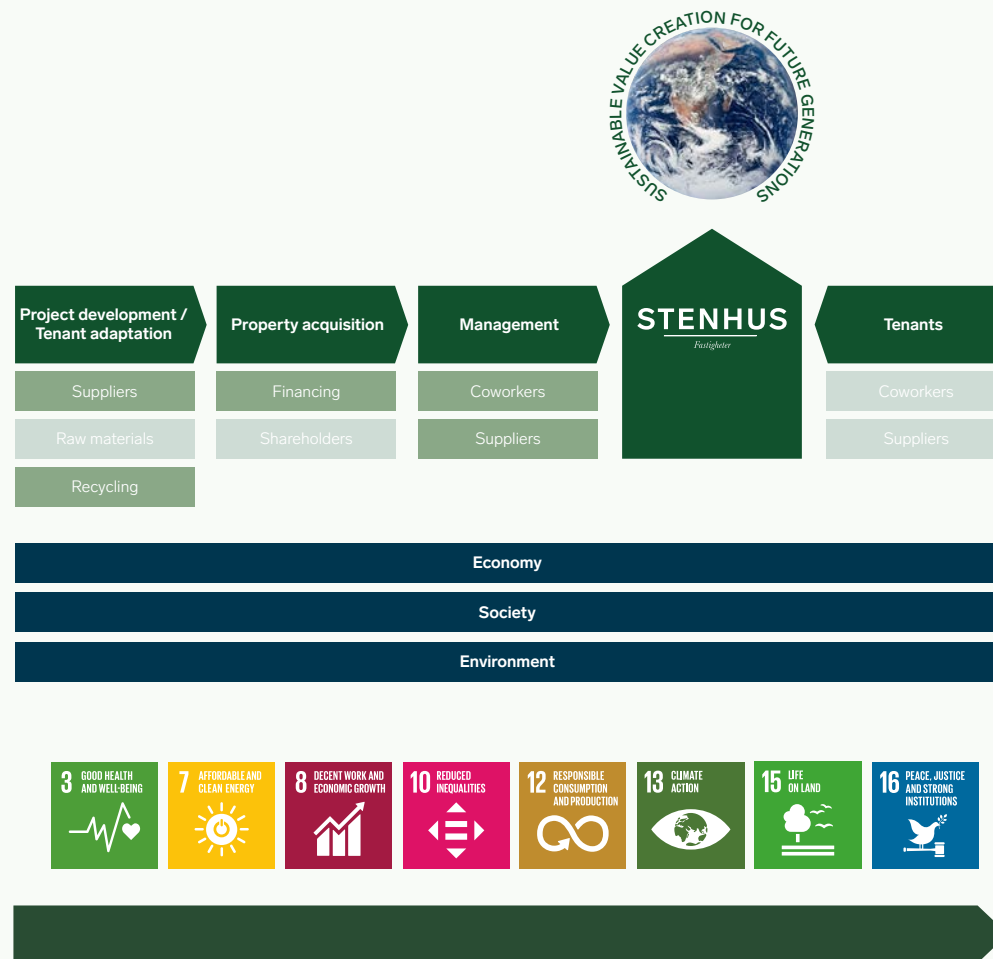 SUSTAINABLE VALUE CREATION FOR FUTURE GENERATIONS
Project development /
Tenant adaptation
Property acquisition
Management
STENHUS
Fastigheter
Tenants
Suppliers
Financing
Coworkers
Coworkers
Raw materials
Shareholders
Suppliers
Suppliers
Recycling
Economy
Society
Environment
3 GOOD HEALTH
AND WELL-BEING
7 AFFORDABLE AND
CLEAN ENERGY
8 DECENT WORK AND
ECONOMIC GROWTH
10 REDUCED
INEQUALITIES
12 RESPONSIBLE
CONSUMPTION
AND PRODUCTION
13 CLIMATE
ACTION
15 LIFE
ON LAND
16 PEACE, JUSTICE
AND STRONG
INSTITUTIONS